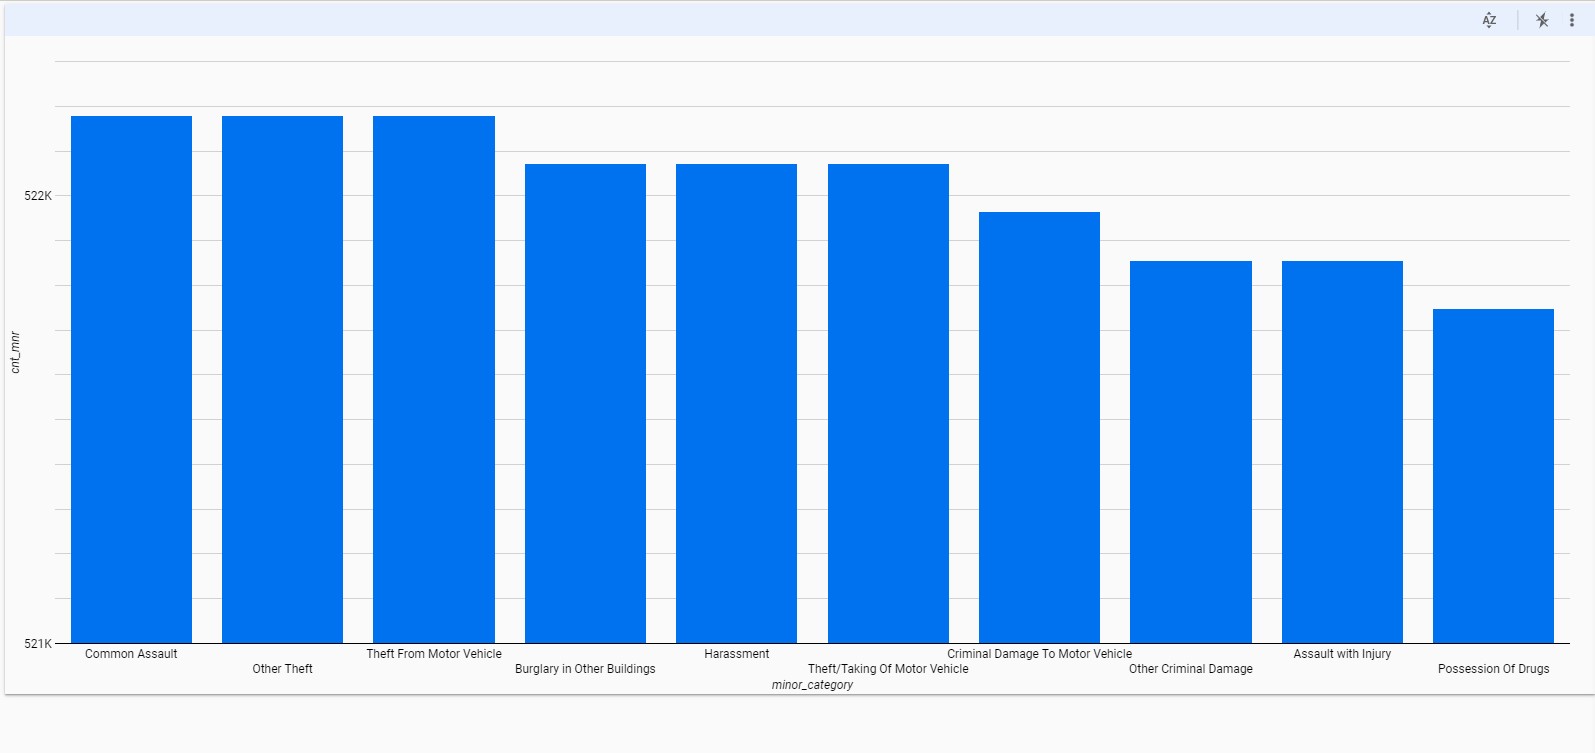 AZ
522K
cnt_mnr
521K
Common Assault
Other Theft
Theft From Motor Vehicle
Burglary in Other Buildings
Harassment
Theft/Taking Of Motor Vehicle
Criminal Damage To Motor Vehicle
Other Criminal Damage
Assault with Injury
Possession Of Drugs
minor_category